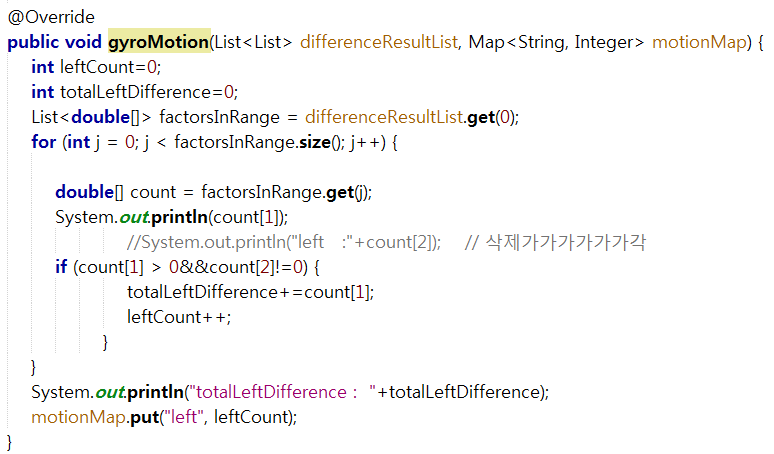 @Override
public void gyroMotion(List<List> differenceResultList, Map<String, Integer> motionMap) {
int leftCount=0;
int totalLeftDifference=0;
List<double[]> factorsInRange = differenceResultList.get(0);
for (int j = 0; j < factorsInRange.size(); j++) {
double[] count = factorsInRange.get(j);
System.out.println(count[1]);
//System.out.println("left :"+count[2]); // 삭제가가가가가가각
if (count[1] > 0&&count[2]!=0) {
totalLeftDifference+=count[1];
leftCount++;
}
}
System.out.println("totalLeftDifference : "+totalLeftDifference);
motionMap.put("left", leftCount);
}